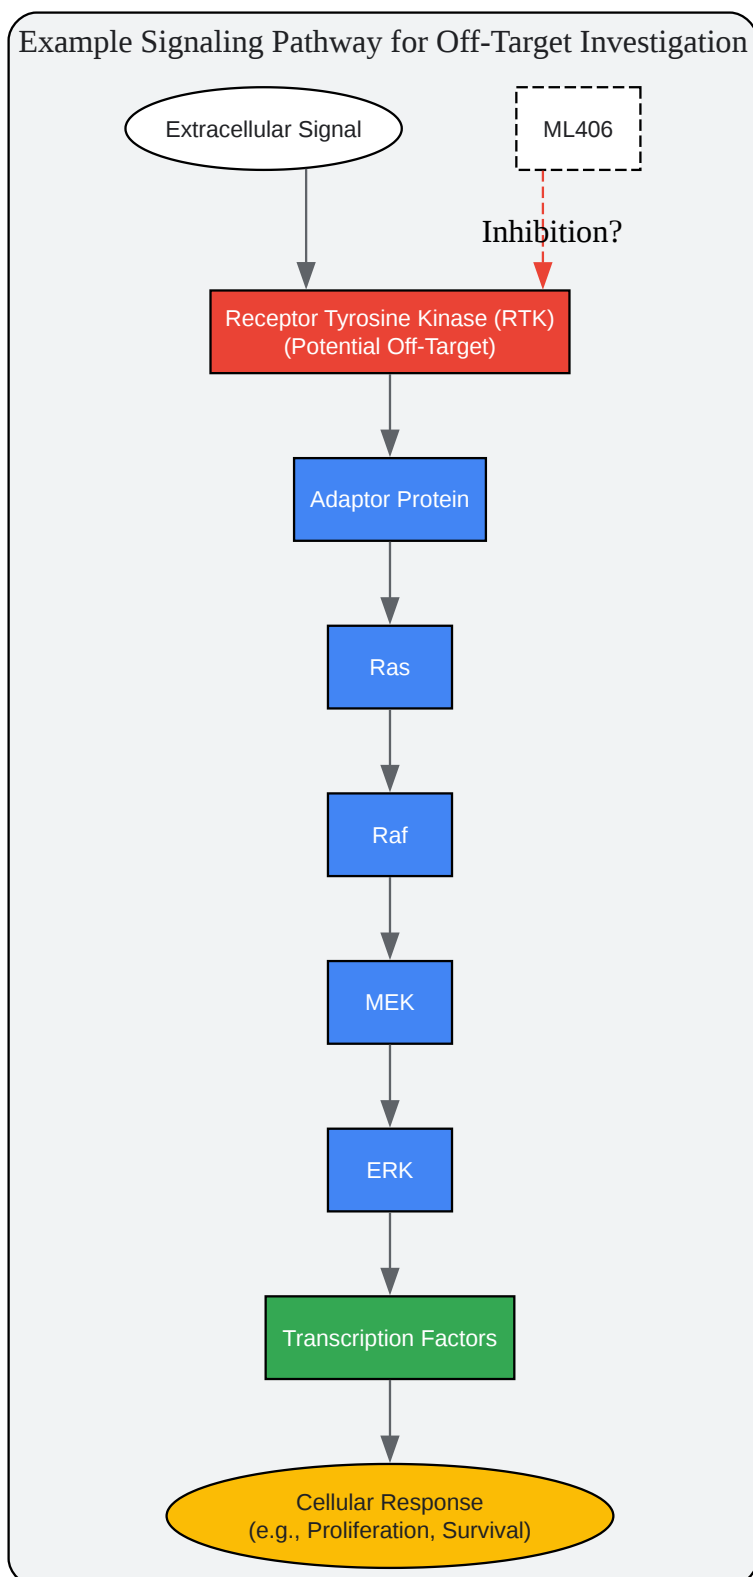 Example Signaling Pathway for Off-Target Investigation
Extracellular Signal
ML406
Inhibition?
Receptor Tyrosine Kinase (RTK)
(Potential Off-Target)
Adaptor Protein
Ras
Raf
MEK
ERK
Transcription Factors
Cellular Response
(e.g., Proliferation, Survival)